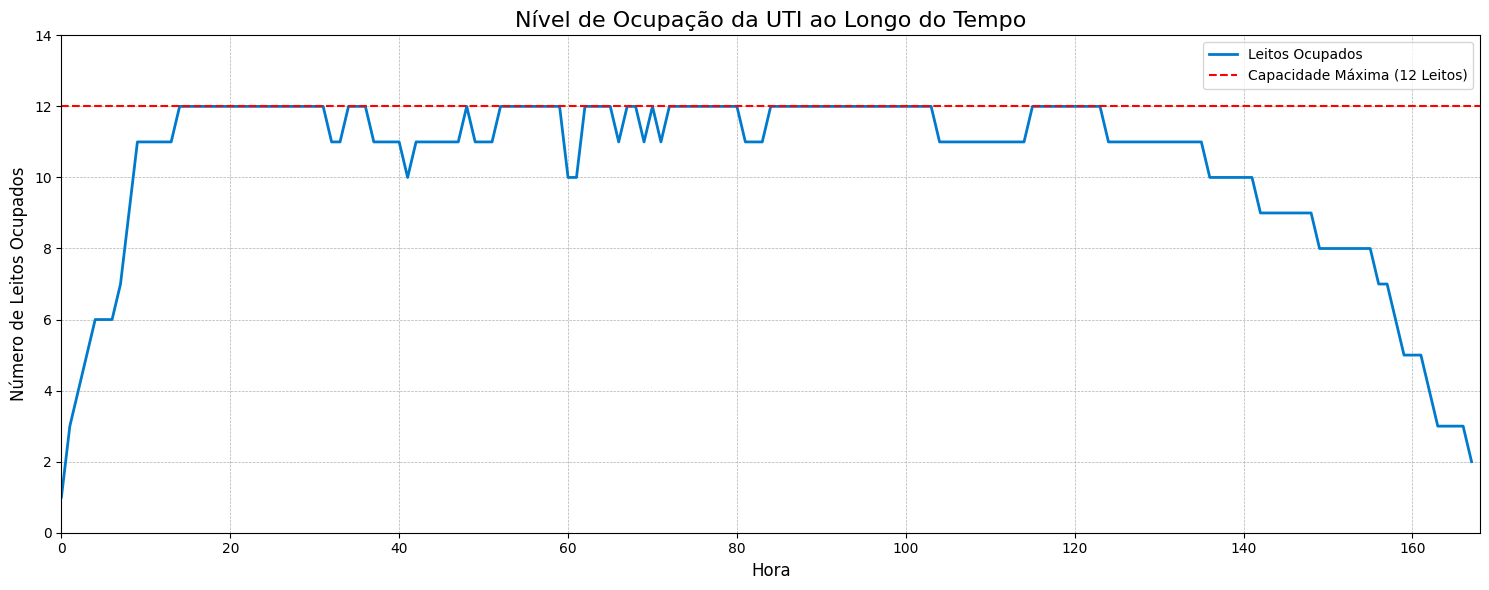 Nível de Ocupação da UTI ao Longo do Tempo
Número de Leitos Ocupados
14
12
10
8
6
4
2
0
Leitos Ocupados
Capacidade Máxima (12 Leitos)
0 20 40 60 80 100 120 140 160
Hora